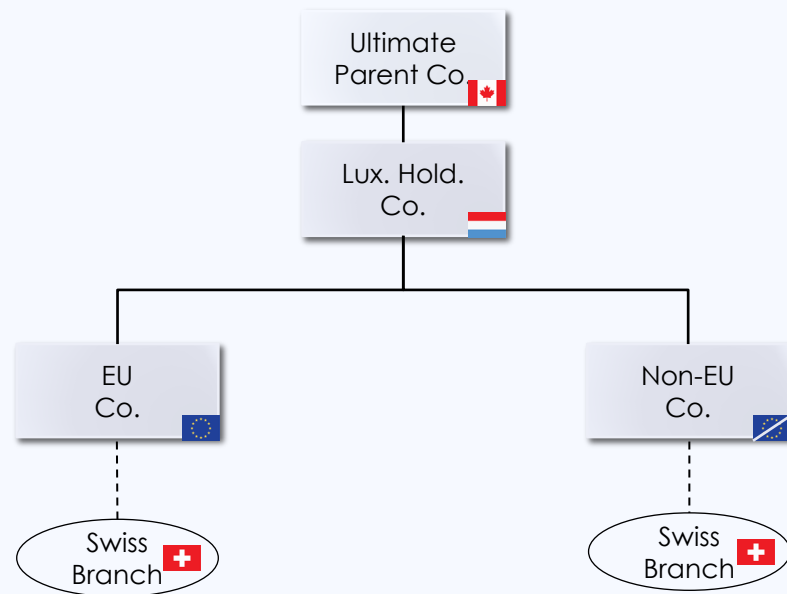 Ultimate
Parent Co.
Lux. Hold.
Co.
EU
Co.
Non-EU
Co.
Swiss
Branch
Swiss
Branch